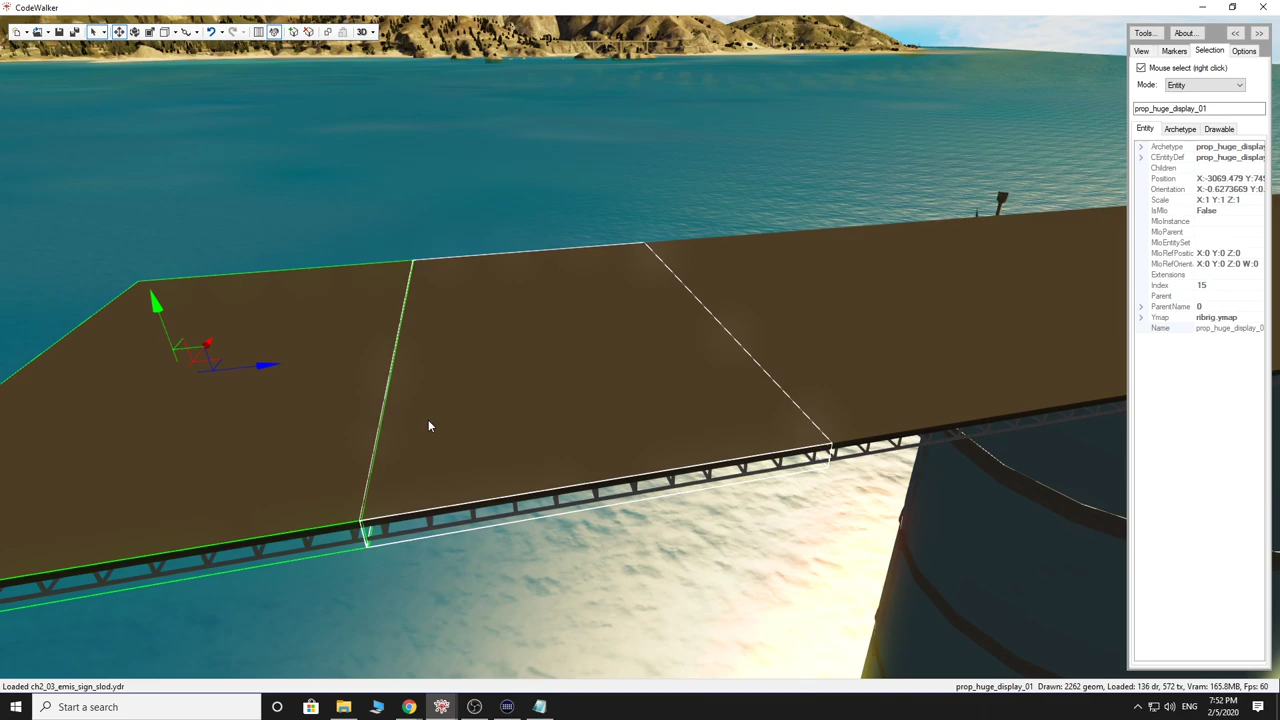 CodeWalker
3D
Tools...
About...
<<
>>
View
Markers
Selection
Options
Mouse select (right click)
Mode:
Entity
prop_huge_display_01
Entity
Archetype
Drawable
Archetype prop_huge_display
CEntityDef prop_huge_display
Children
Position X:-3069.479 Y:749
Orientation X:-0.6273669 Y:0.
Scale X:1 Y:1 Z:1
IsMlo False
MloInstance
MloParent
MloEntitySet
MloRefPositic X:0 Y:0 Z:0
MloRefOrient X:0 Y:0 Z:0 W:0
Extensions
Index 15
Parent
ParentName 0
Ymap ribrig.ymap
Name prop_huge_display_0
Loaded ch2_03_emis_sign_slod.ydr
prop_huge_display_01 Drawn: 2262 geom, Loaded: 136 dr, 572 tx, Vram: 165.8MB, Fps: 60
Start a search
ENG
7:52 PM
2/5/2020